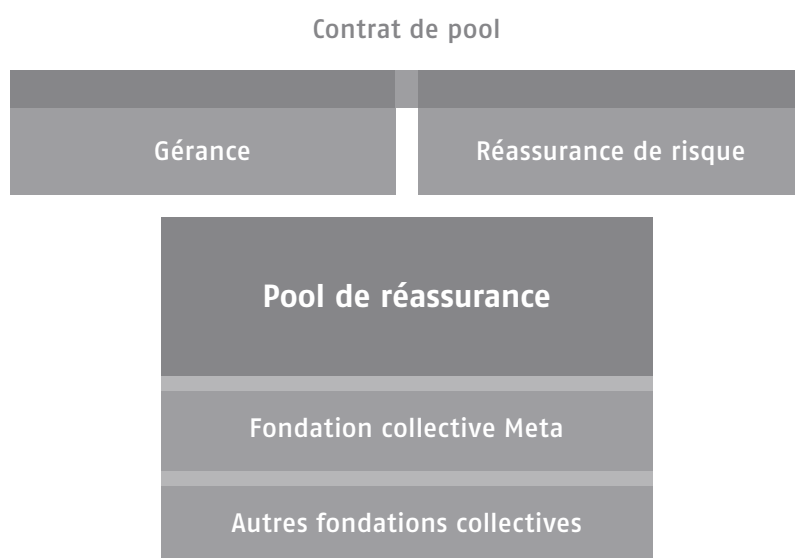 Contrat de pool
Gérance
Réassurance de risque
Pool de réassurance
Fondation collective Meta
Autres fondations collectives